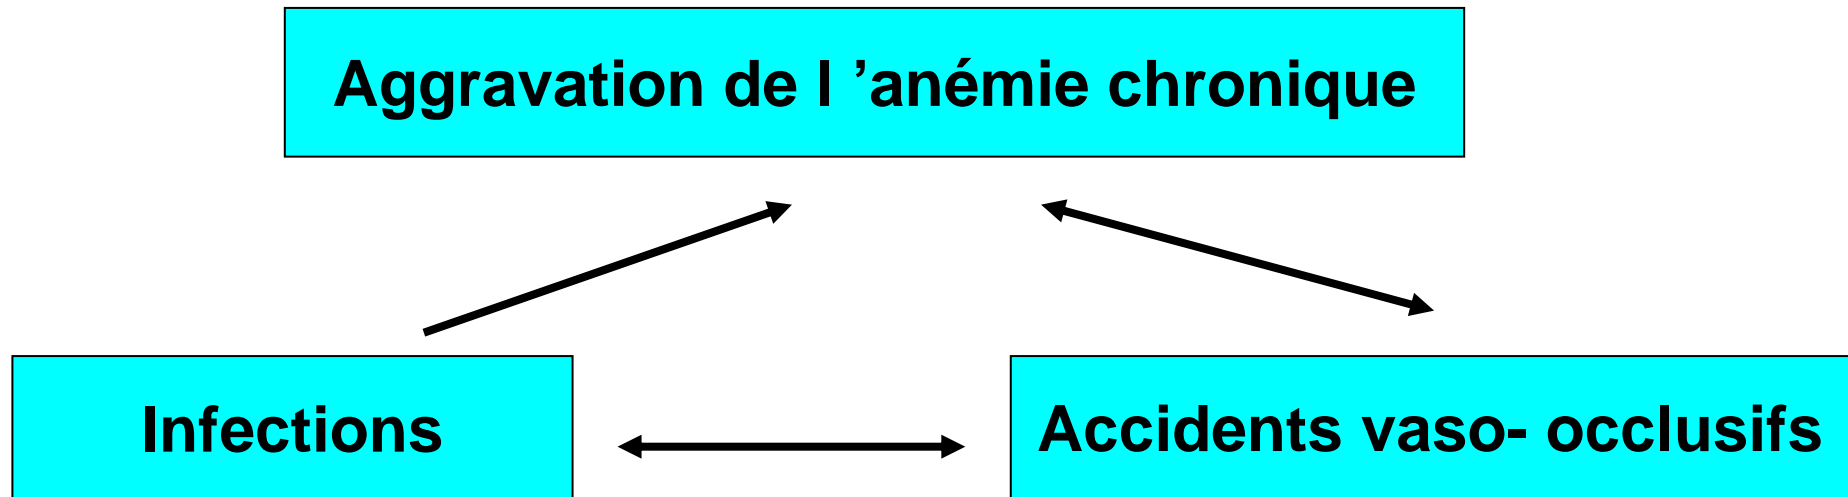 Aggravation de l ’anémie chronique
Infections
Accidents vaso- occlusifs